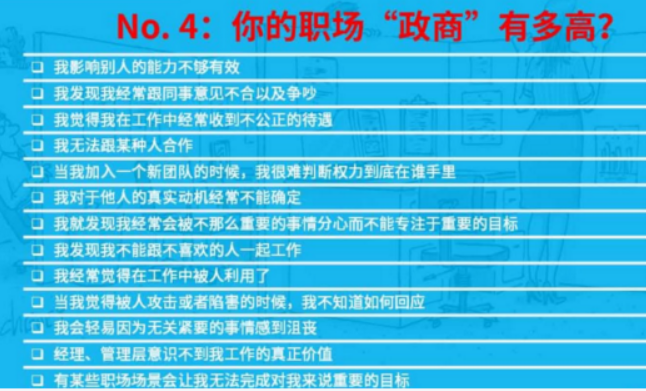 No. 4：你的职场“政商”有多高？
❑ 我影响别人的能力不够有效
❑ 我发现我经常跟同事意见不合以及争吵
❑ 我觉得我在工作中经常收到不公正的待遇
❑ 我无法跟某种人合作
❑ 当我加入一个新团队的时候，我很难判断权力到底在谁手里
❑ 我对于他人的真实动机经常不能确定
❑ 我就发现我经常会被不那么重要的事情分心而不能专注于重要的目标
❑ 我发现我不能跟不喜欢的人一起工作
❑ 我经常觉得在工作中被人利用了
❑ 当我觉得被人攻击或者陷害的时候，我不知道如何回应
❑ 我会轻易因为无关紧要的事情感到沮丧
❑ 经理、管理层意识不到我工作的真正价值
❑ 有某些职场场景会让我无法完成对我来说重要的目标